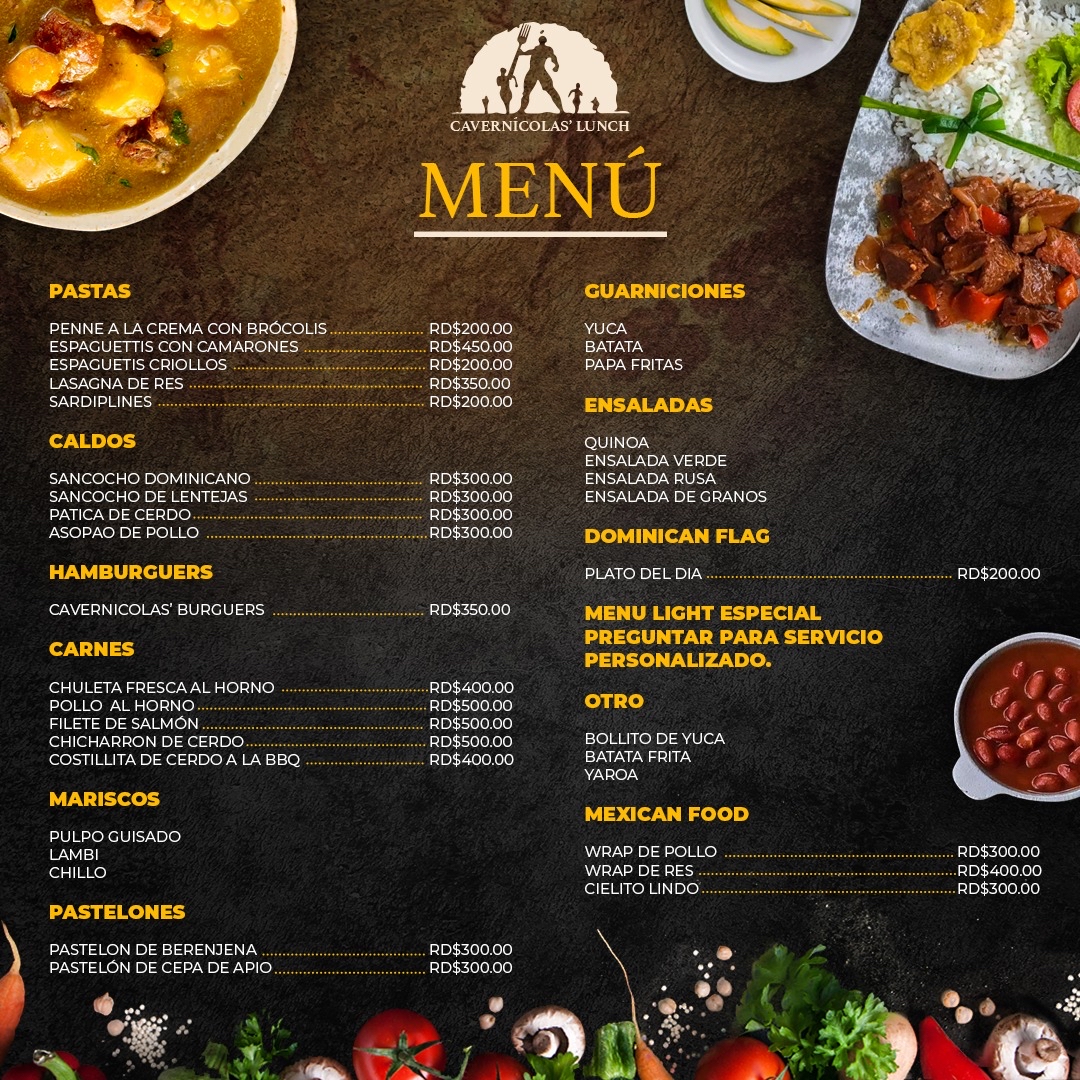 CAVERNÍCOLAS' LUNCH
MENÚ
PASTAS
PENNE A LA CREMA CON BRÓCOLIS ........ RD$200.00
ESPAGUETTIS CON CAMARONES ........ RD$450.00
ESPAGUETIS CRIOLLOS ........ RD$200.00
LASAGNA DE RES ........ RD$350.00
SARDIPLINES ........ RD$200.00
CALDOS
SANCOCHO DOMINICANO ........ RD$300.00
SANCOCHO DE LENTEJAS ........ RD$300.00
PATICA DE CERDO ........ RD$300.00
ASOPAO DE POLLO ........ RD$300.00
HAMBURGUERS
CAVERNICOLAS' BURGUERS ........ RD$350.00
CARNES
CHULETA FRESCA AL HORNO ........ RD$400.00
POLLO AL HORNO ........ RD$500.00
FILETE DE SALMÓN ........ RD$500.00
CHICHARRON DE CERDO ........ RD$500.00
COSTILLITA DE CERDO A LA BBQ ........ RD$400.00
MARISCOS
PULPO GUISADO
LAMBI
CHILLO
PASTELONES
PASTELON DE BERENJENA ........ RD$300.00
PASTELÓN DE CEPA DE APIO ........ RD$300.00
GUARNICIONES
YUCA
BATATA
PAPA FRITAS
ENSALADAS
QUINOA
ENSALADA VERDE
ENSALADA RUSA
ENSALADA DE GRANOS
DOMINICAN FLAG
PLATO DEL DIA ........ RD$200.00
MENU LIGHT ESPECIAL
PREGUNTAR PARA SERVICIO
PERSONALIZADO.
OTRO
BOLLITO DE YUCA
BATATA FRITA
YAROA
MEXICAN FOOD
WRAP DE POLLO ........ RD$300.00
WRAP DE RES ........ RD$400.00
CIELITO LINDO ........ RD$300.00